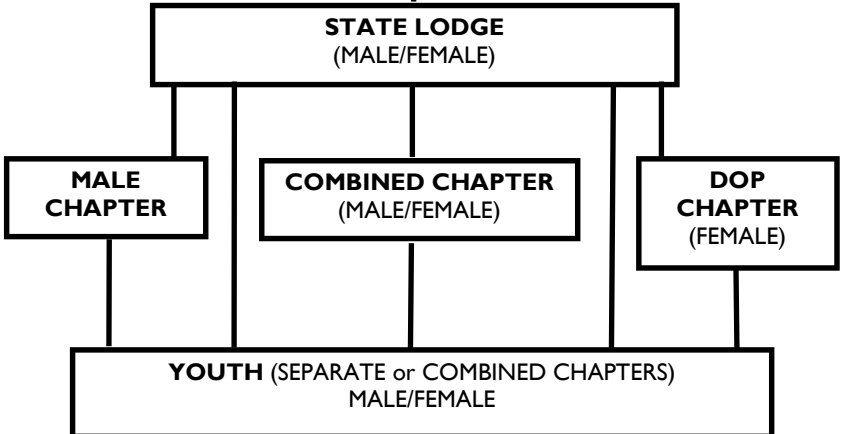 STATE LODGE
(MALE/FEMALE)
MALE
CHAPTER
COMBINED CHAPTER
(MALE/FEMALE)
DOP
CHAPTER
(FEMALE)
YOUTH (SEPARATE or COMBINED CHAPTERS)
MALE/FEMALE